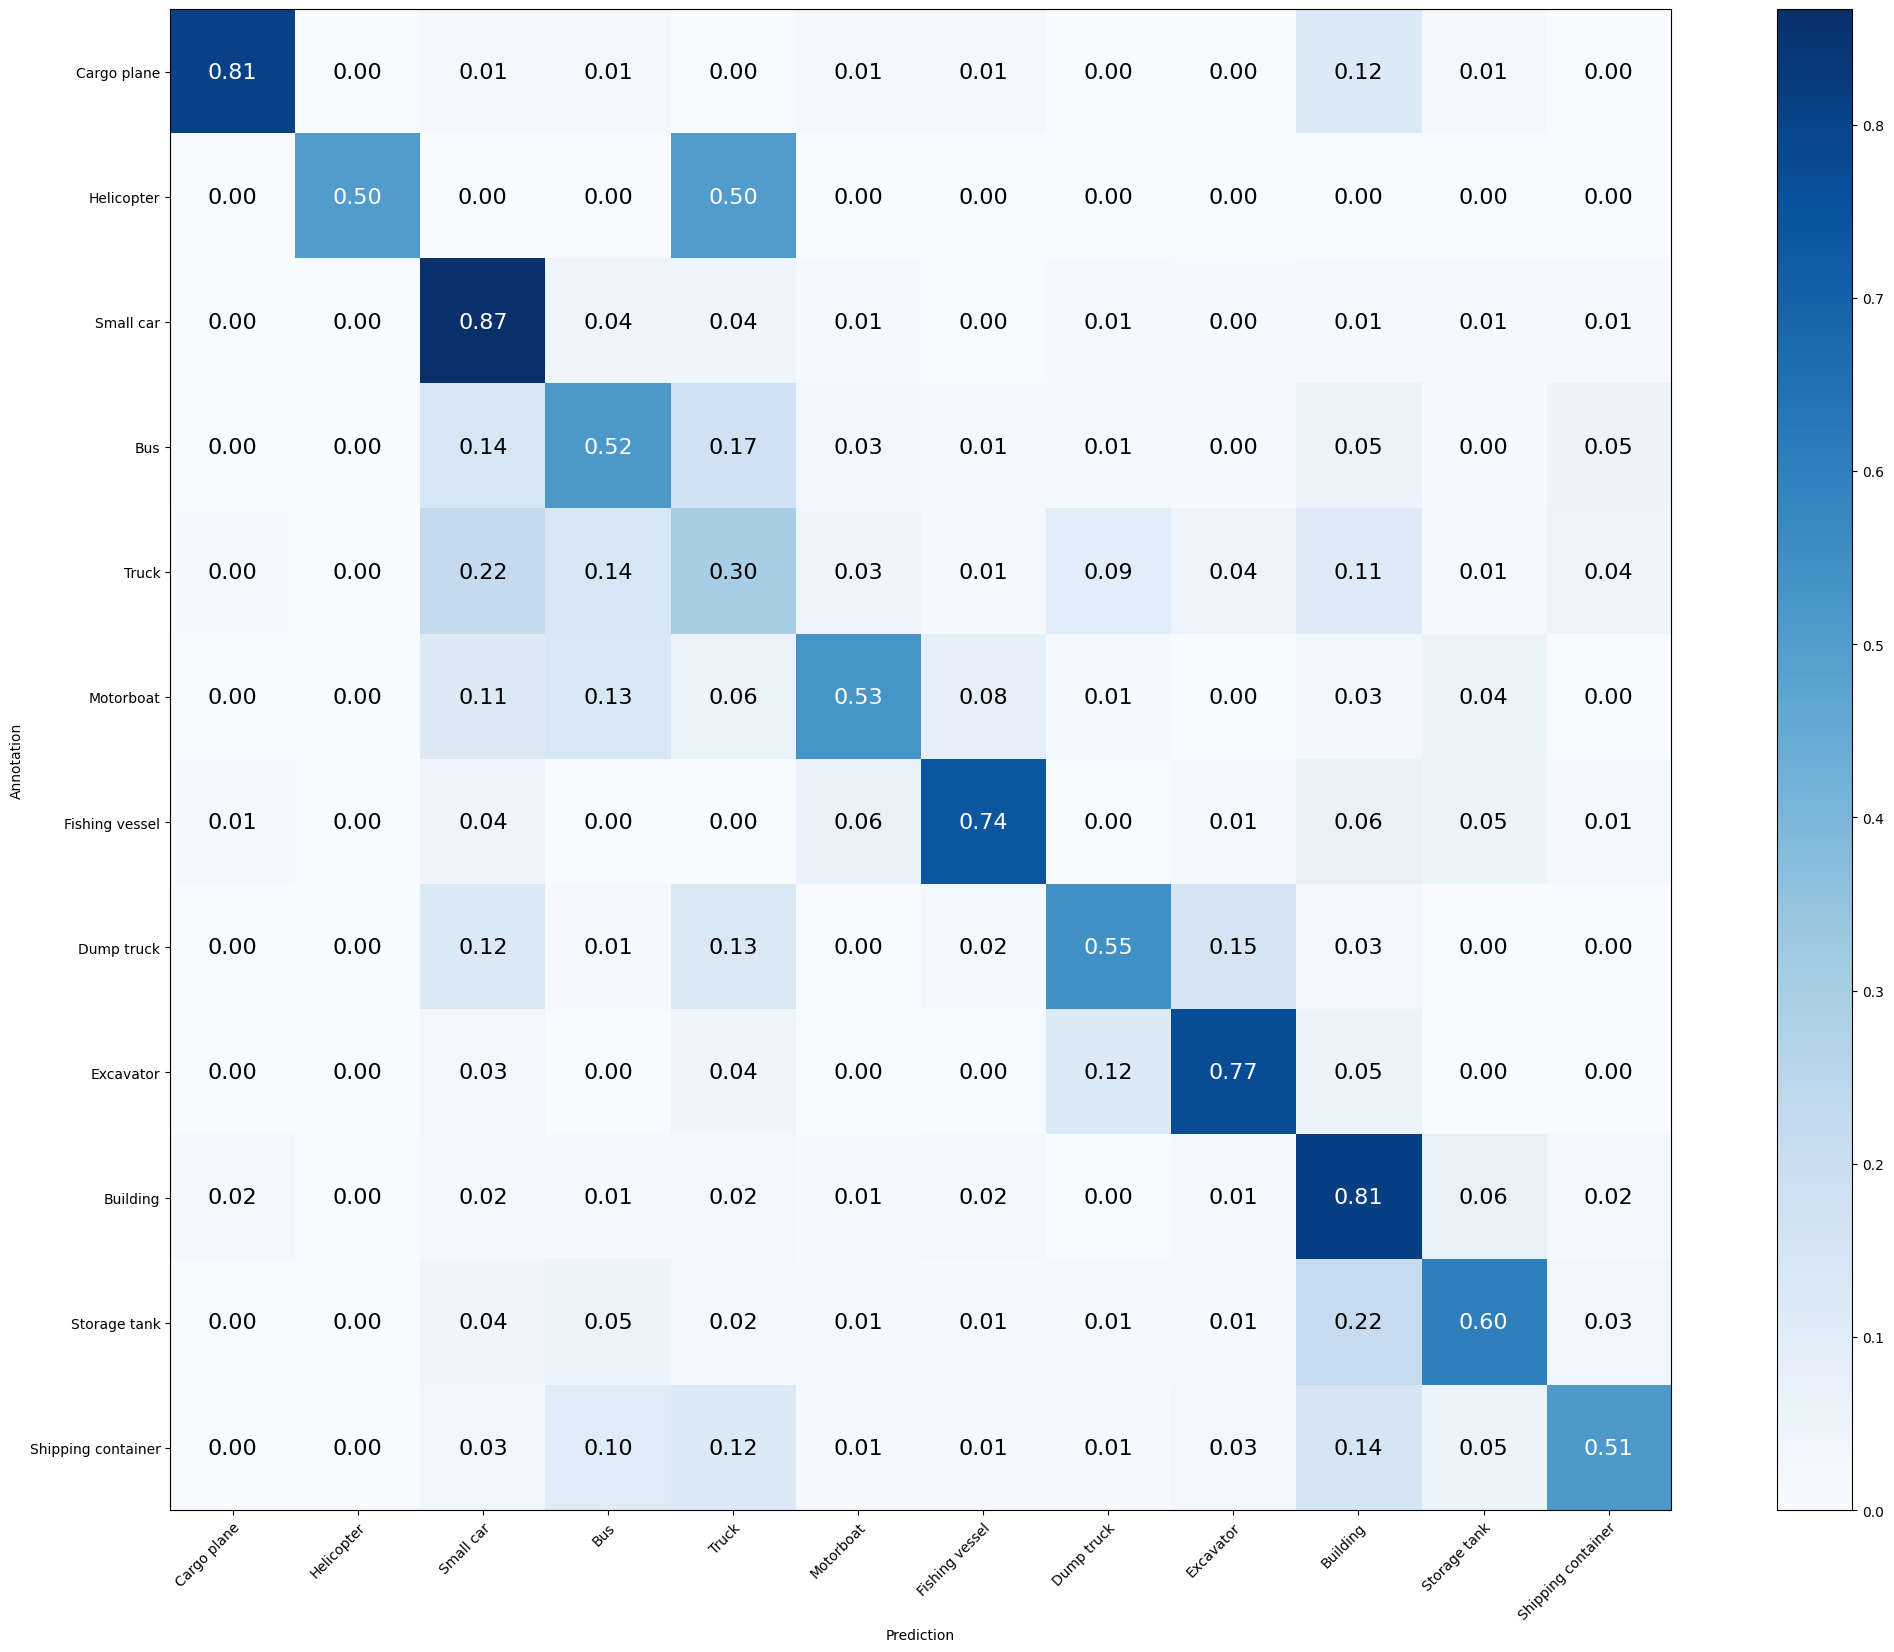 Cargo plane 0.81 0.00 0.01 0.01 0.00 0.01 0.01 0.00 0.00 0.12 0.01 0.00
Helicopter 0.00 0.50 0.00 0.00 0.50 0.00 0.00 0.00 0.00 0.00 0.00 0.00
Small car 0.00 0.00 0.87 0.04 0.04 0.01 0.00 0.01 0.00 0.01 0.01 0.01
Bus 0.00 0.00 0.14 0.52 0.17 0.03 0.01 0.01 0.00 0.05 0.00 0.05
Truck 0.00 0.00 0.22 0.14 0.30 0.03 0.01 0.09 0.04 0.11 0.01 0.04
Motorboat 0.00 0.00 0.11 0.13 0.06 0.53 0.08 0.01 0.00 0.03 0.04 0.00
Annotation
Fishing vessel 0.01 0.00 0.04 0.00 0.00 0.06 0.74 0.00 0.01 0.06 0.05 0.01
Dump truck 0.00 0.00 0.12 0.01 0.13 0.00 0.02 0.55 0.15 0.03 0.00 0.00
Excavator 0.00 0.00 0.03 0.00 0.04 0.00 0.00 0.12 0.77 0.05 0.00 0.00
Building 0.02 0.00 0.02 0.01 0.02 0.01 0.02 0.00 0.01 0.81 0.06 0.02
Storage tank 0.00 0.00 0.04 0.05 0.02 0.01 0.01 0.01 0.01 0.22 0.60 0.03
Shipping container 0.00 0.00 0.03 0.10 0.12 0.01 0.01 0.01 0.03 0.14 0.05 0.51
Cargo plane Helicopter Small car Bus Truck Motorboat Fishing vessel Dump truck Excavator Building Storage tank Shipping container
Prediction
0.8
0.7
0.6
0.5
0.4
0.3
0.2
0.1
0.0